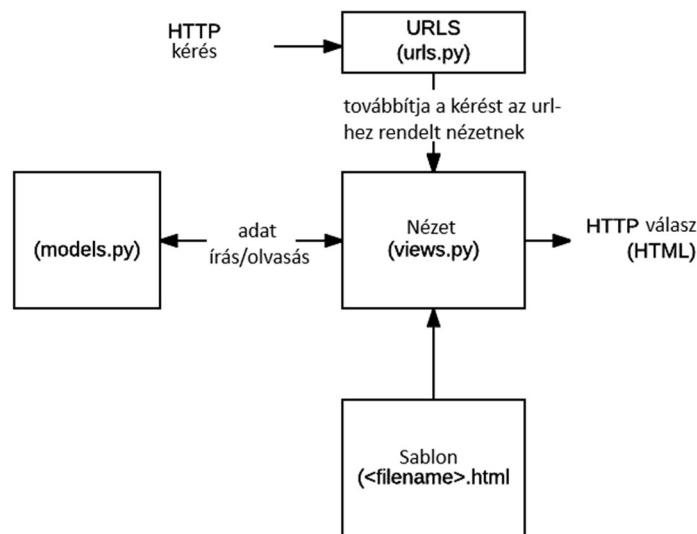 HTTP
kérés
URLS
(urls.py)
továbbítja a kérést az url-
hez rendelt nézetnek
(models.py)
adat
írás/olvasás
Nézet
(views.py)
HTTP válasz
(HTML)
Sablon
(<filename>.html